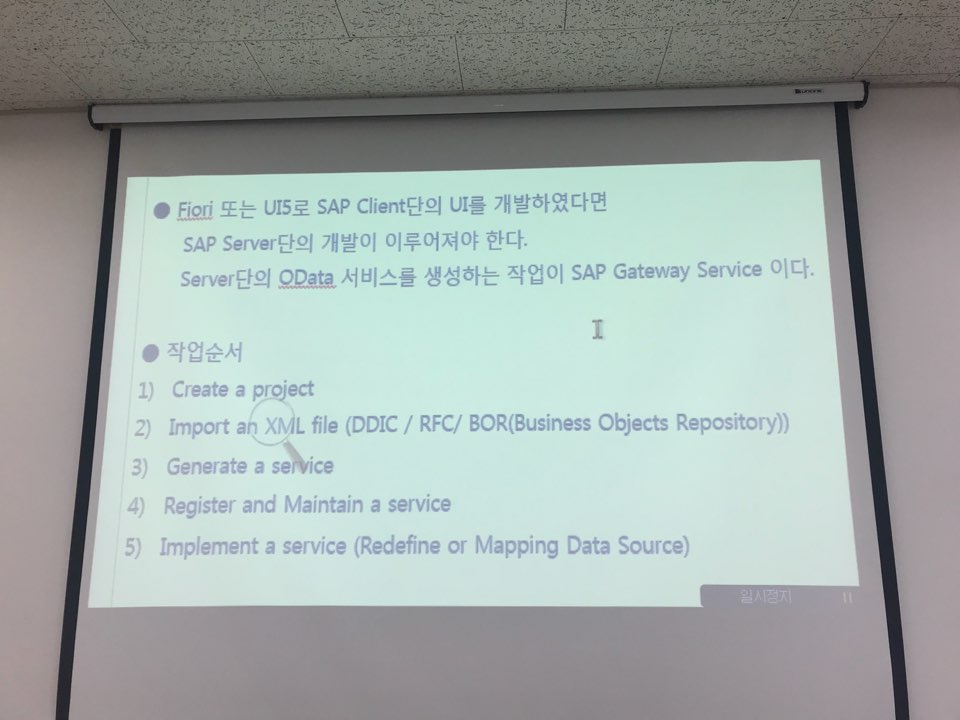 ● Fiori 또는 UI5로 SAP Client단의 UI를 개발하였다면
SAP Server단의 개발이 이루어져야 한다.
Server단의 OData 서비스를 생성하는 작업이 SAP Gateway Service 이다.
● 작업순서
1) Create a project
2) Import an XML file (DDIC / RFC/ BOR(Business Objects Repository))
3) Generate a service
4) Register and Maintain a service
5) Implement a service (Redefine or Mapping Data Source)
일시정지